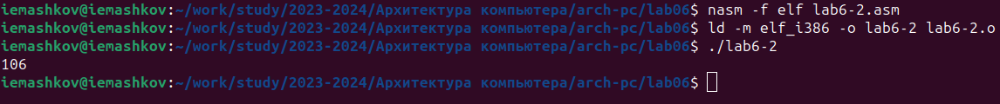 iemashkov@iemashkov:~/work/study/2023-2024/Архитектура компьютера/arch-pc/lab06$ nasm -f elf lab6-2.asm
iemashkov@iemashkov:~/work/study/2023-2024/Архитектура компьютера/arch-pc/lab06$ ld -m elf_i386 -o lab6-2 lab6-2.o
iemashkov@iemashkov:~/work/study/2023-2024/Архитектура компьютера/arch-pc/lab06$ ./lab6-2
106
iemashkov@iemashkov:~/work/study/2023-2024/Архитектура компьютера/arch-pc/lab06$